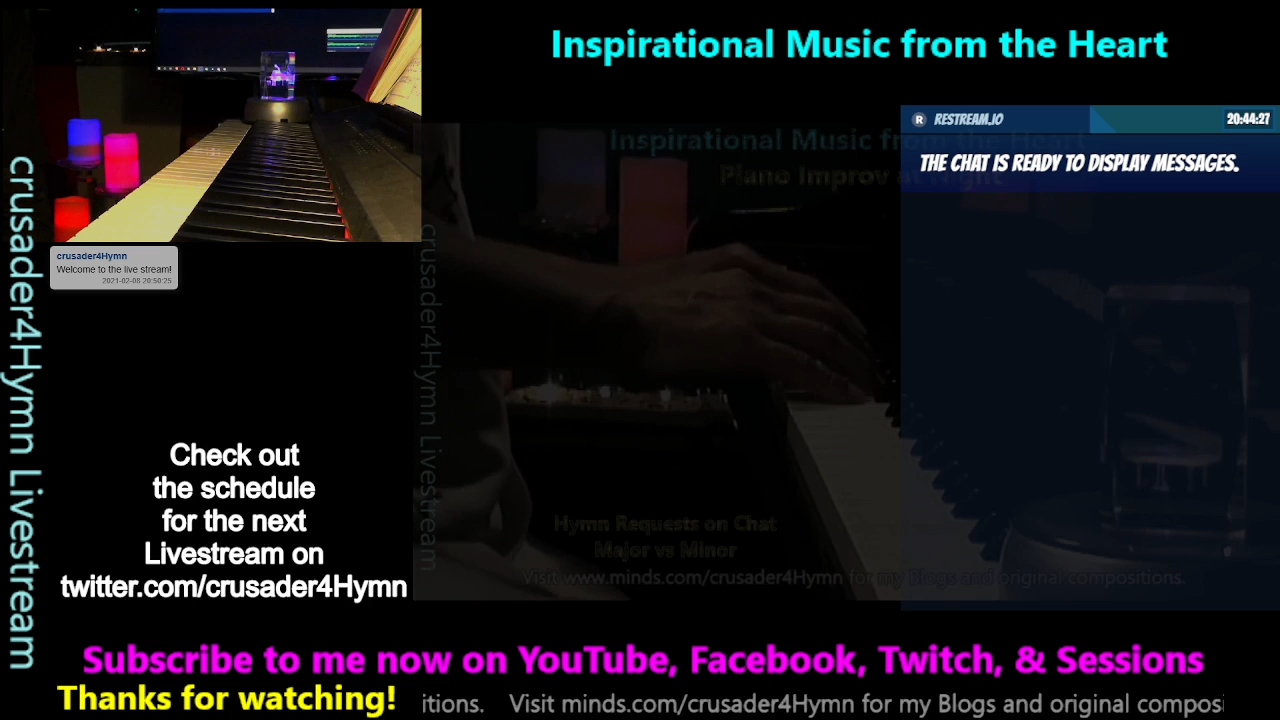 Inspirational Music from the Heart
RESTREAM.IO
20:44:27
THE CHAT IS READY TO DISPLAY MESSAGES.
Inspirational Music from the Heart
Piano Improv at Night
crusader4Hymn Livestream
crusader4Hymn
Welcome to the live stream!
2021-02-08 20:50:25
crusader4Hymn Livestream
Check out
the schedule
for the next
Livestream on
twitter.com/crusader4Hymn
Hymn Requests on Chat
Major vs Minor
Visit www.minds.com/crusader4Hymn for my Blogs and original compositions.
Subscribe to me now on YouTube, Facebook, Twitch, & Sessions
Thanks for watching!
itions. Visit minds.com/crusader4Hymn for my Blogs and original composi